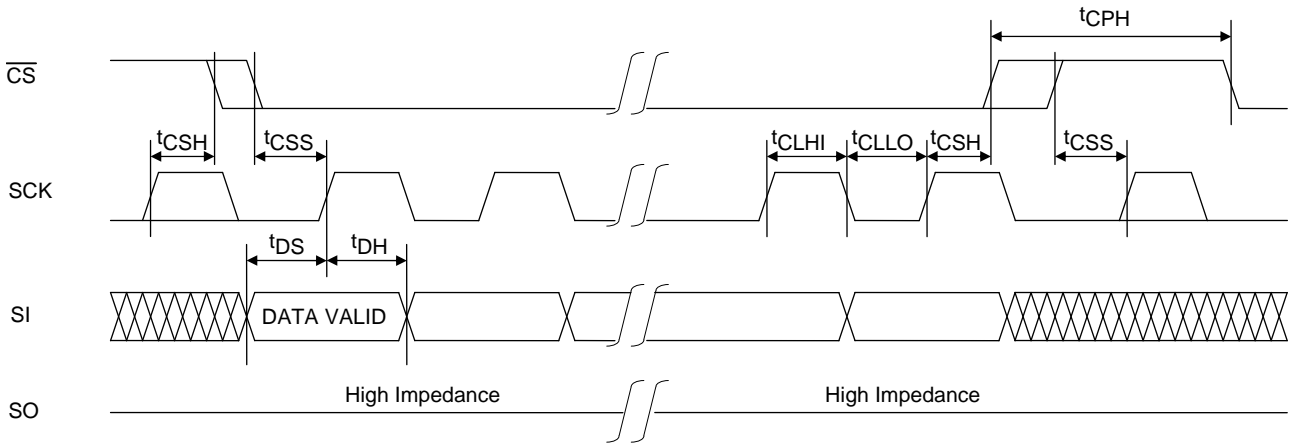 tCPH
CS
tCSH tCSS tCLHI tCLLO tCSH tCSS
SCK
tDS tDH
SI DATA VALID
High Impedance High Impedance
SO